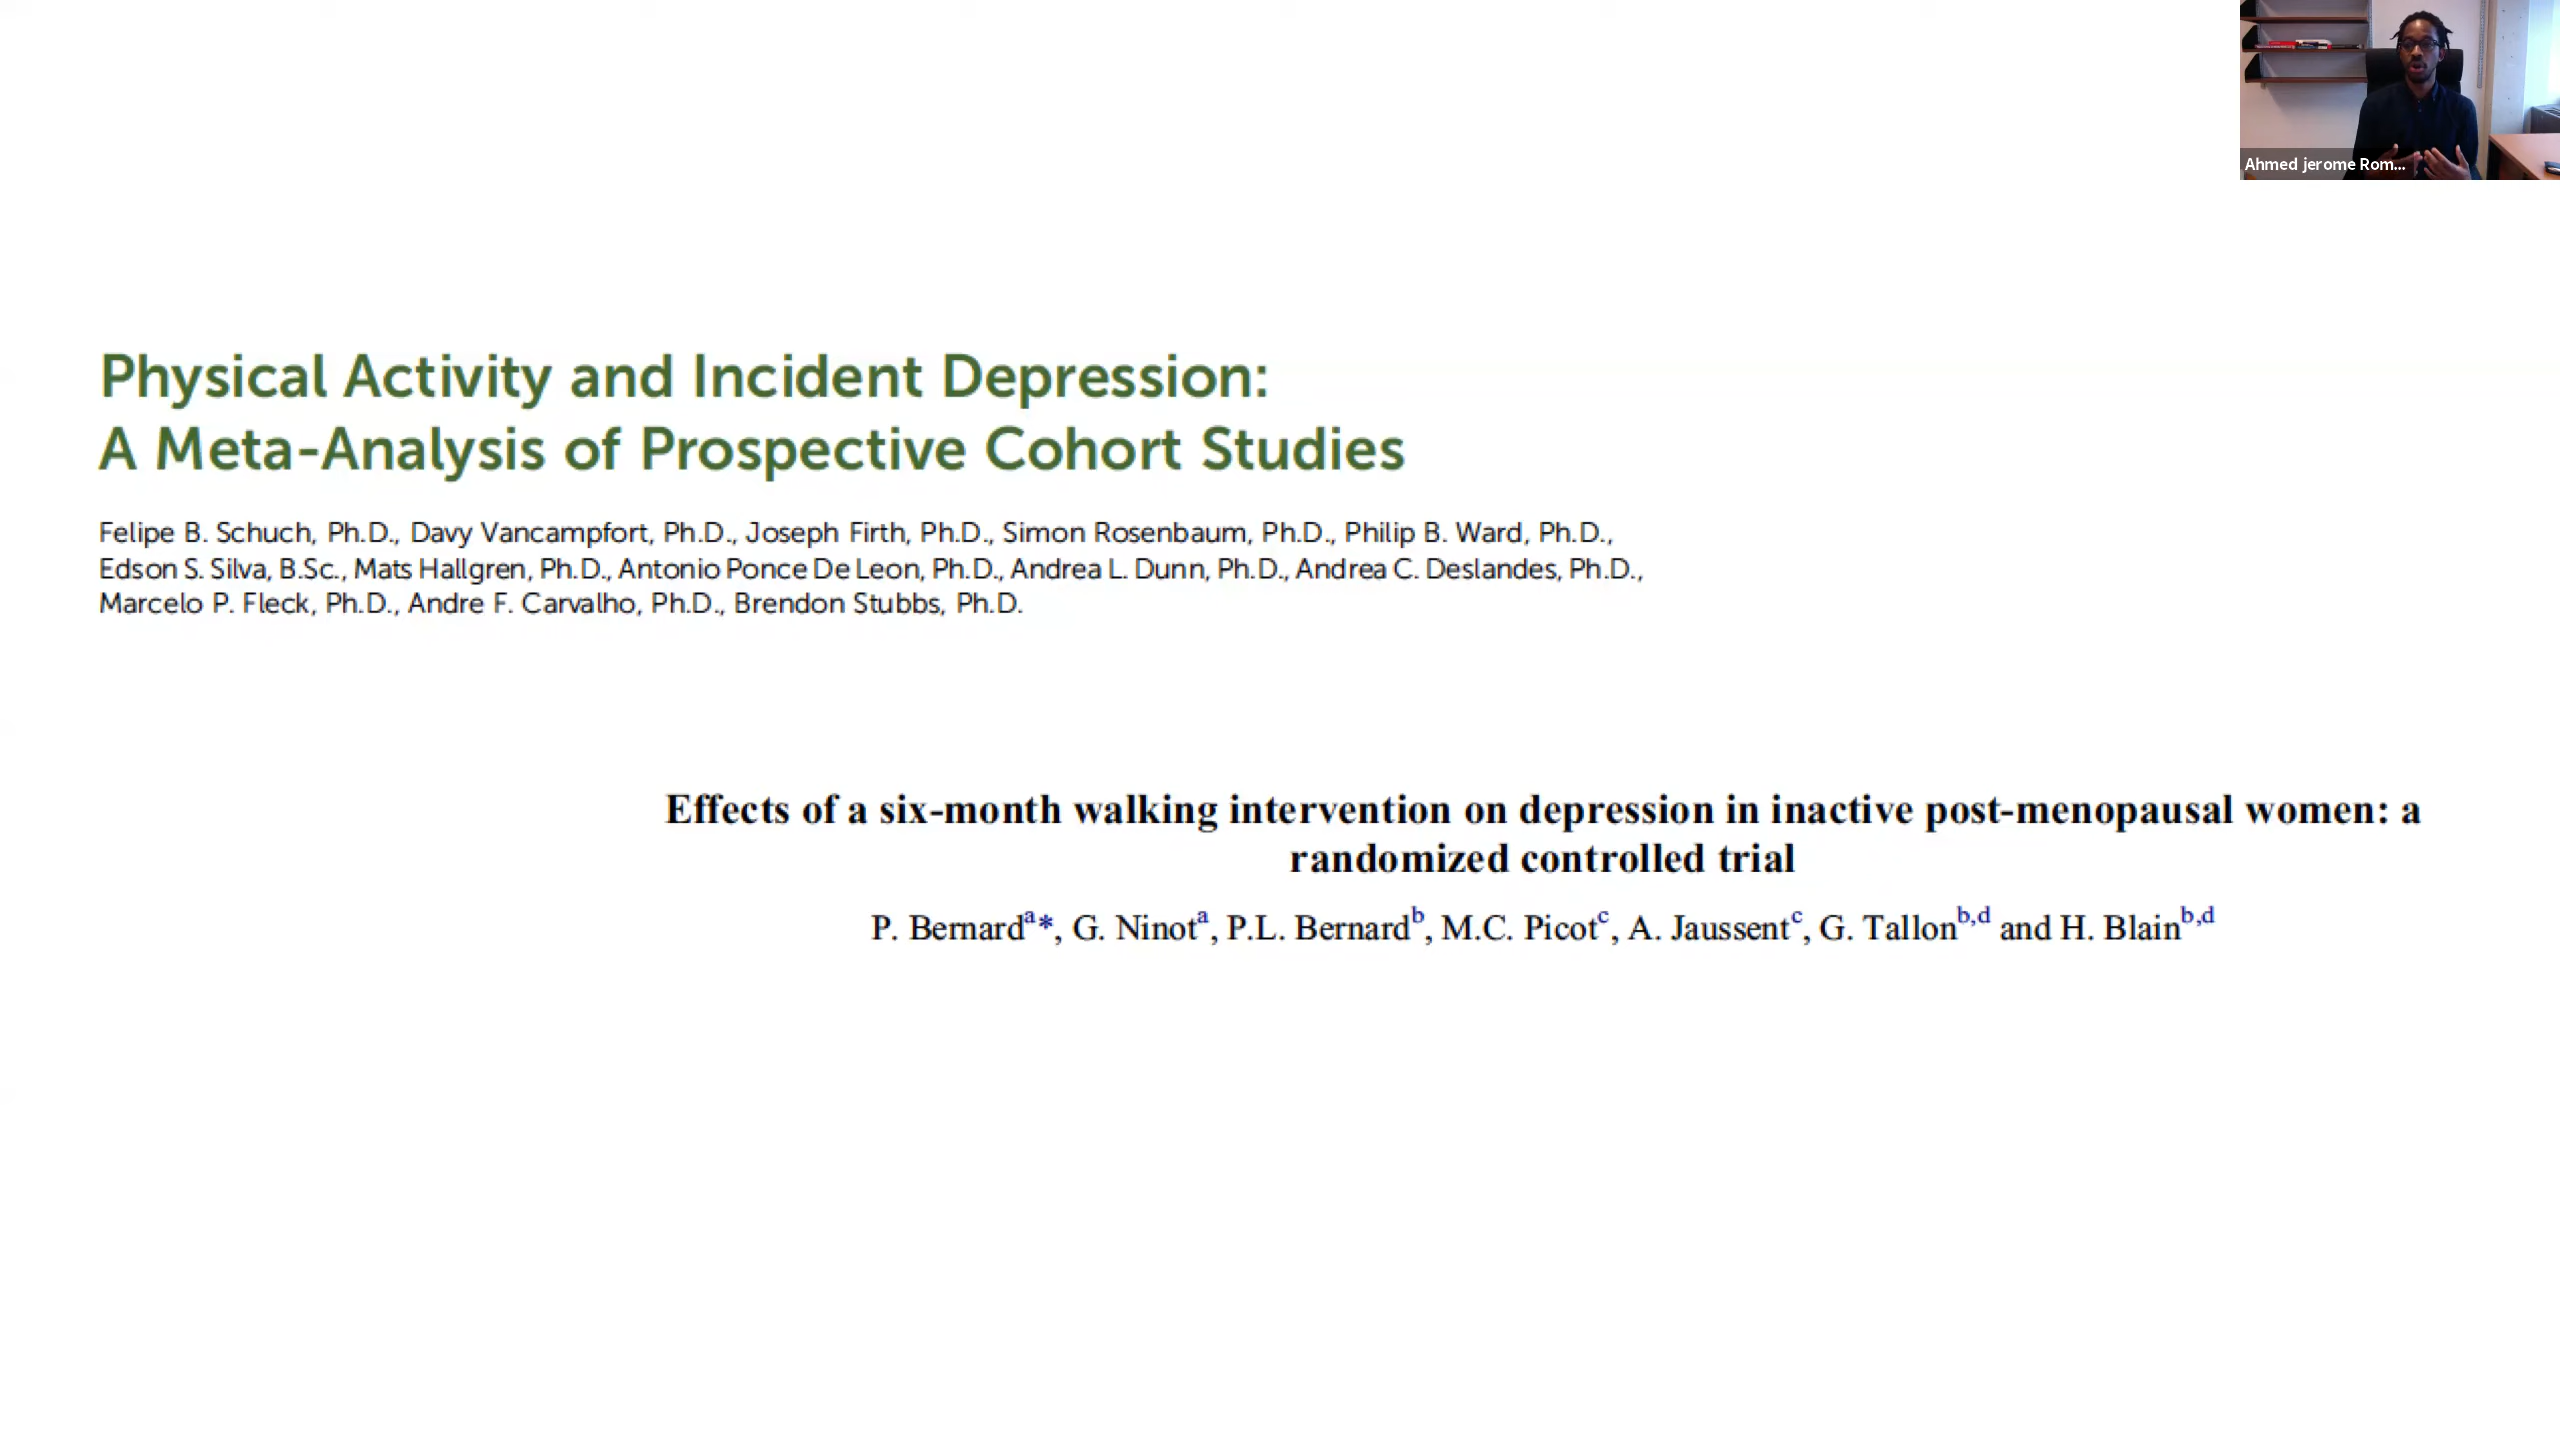 Ahmed jerome Rom...
Physical Activity and Incident Depression:
A Meta-Analysis of Prospective Cohort Studies
Felipe B. Schuch, Ph.D., Davy Vancampfort, Ph.D., Joseph Firth, Ph.D., Simon Rosenbaum, Ph.D., Philip B. Ward, Ph.D.,
Edson S. Silva, B.Sc., Mats Hallgren, Ph.D., Antonio Ponce De Leon, Ph.D., Andrea L. Dunn, Ph.D., Andrea C. Deslandes, Ph.D.,
Marcelo P. Fleck, Ph.D., Andre F. Carvalho, Ph.D., Brendon Stubbs, Ph.D.
Effects of a six-month walking intervention on depression in inactive post-menopausal women: a
randomized controlled trial
P. Bernardᵃ*, G. Ninotᵃ, P.L. Bernardᵇ, M.C. Picotᶜ, A. Jaussentᶜ, G. Tallonᵇ,ᵈ and H. Blainᵇ,ᵈ